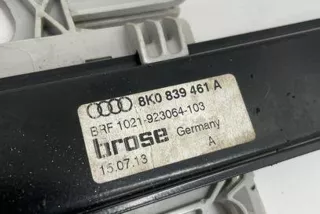 8K0 839 461 A
BRF 1021-923064-103
brose Germany
15.07.13 A